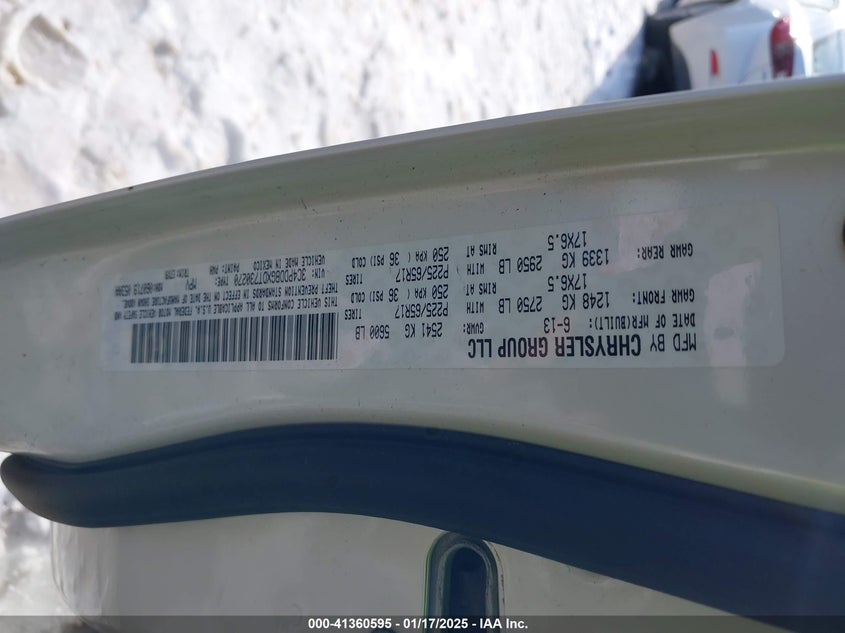 MFD BY CHRYSLER GROUP LLC
DATE OF MFR(BUILT): 6-13 GVWR: 2541 KG 5600 LB
GAWR FRONT: 1248 KG 2750 LB WITH P225/65R17 TIRES
17X6.5 RIMS AT 250 KPA ( 36 PSI) COLD
GAWR REAR: 1339 KG 2950 LB WITH P225/65R17 TIRES
17X6.5 RIMS AT 250 KPA ( 36 PSI) COLD
THIS VEHICLE CONFORMS TO ALL APPLICABLE U.S.A. FEDERAL MOTOR VEHICLE SAFETY AND
THEFT PREVENTION STANDARDS IN EFFECT ON THE DATE OF MANUFACTURE SHOWN ABOVE.
VIN: 3C4PDDBGXDT730270 TYPE: MPV
VEHICLE MADE IN MEXICO PAINT: TRIM:
000-41360595 - 01/17/2025 - IAA Inc.